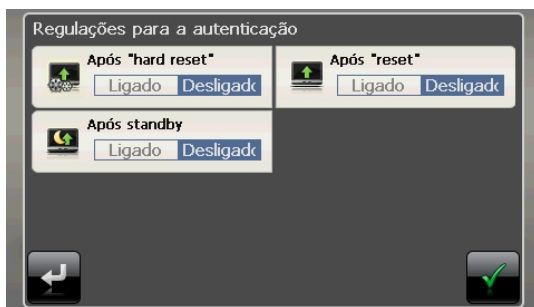 Regulações para a autenticação
Após "hard reset"
Ligado Desligado
Após "reset"
Ligado Desligado
Após standby
Ligado Desligado